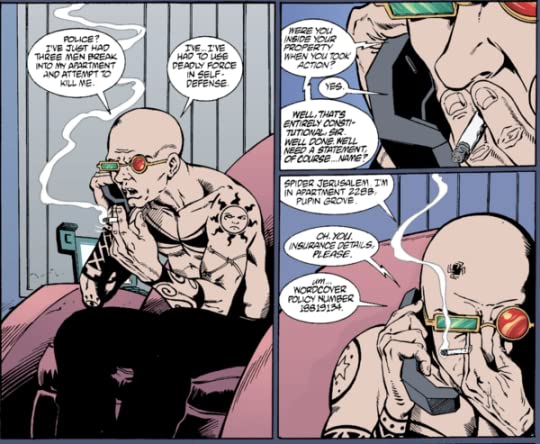 POLICE?
I'VE JUST HAD
THREE MEN BREAK
INTO MY APARTMENT
AND ATTEMPT TO
KILL ME.
I'VE...I'VE
HAD TO USE
DEADLY FORCE
IN SELF-
DEFENSE.
WERE YOU
INSIDE YOUR
PROPERTY
WHEN YOU TOOK
ACTION?
YES.
WELL, THAT'S
ENTIRELY CONSTI-
TUTIONAL, SIR.
WELL DONE. WE'LL
NEED A STATEMENT,
OF COURSE...NAME?
SPIDER JERUSALEM. I'M
IN APARTMENT 228B,
PUPIN GROVE.
OH. YOU.
INSURANCE DETAILS,
PLEASE.
UM...
WORDCOVER
POLICY NUMBER
18819134.